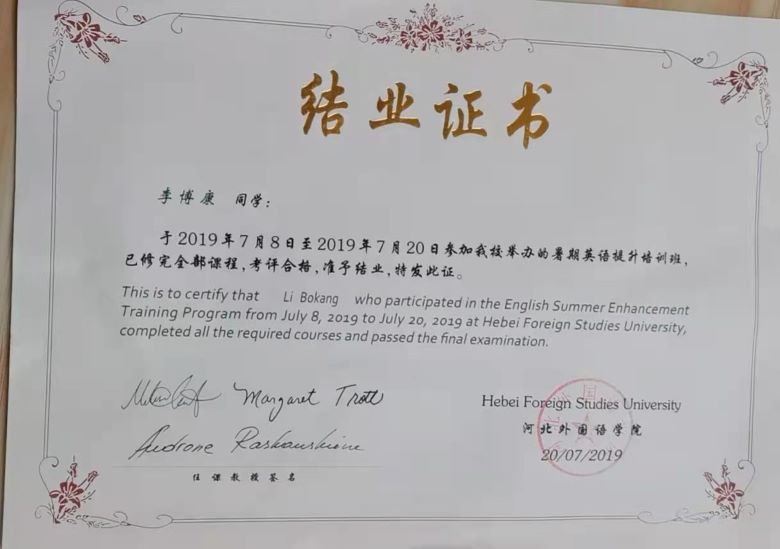 结业证书
李博康 同学:
于2019年7月8日至2019年7月20日参加我校举办的暑期英语提升培训班,
已修完全部课程,考评合格,准予结业,特发此证。
This is to certify that Li Bokang who participated in the English Summer Enhancement
Training Program from July 8, 2019 to July 20, 2019 at Hebei Foreign Studies University,
completed all the required courses and passed the final examination.
Margaret Trott
Hebei Foreign Studies University
河北外国语学院
20/07/2019
任课教授签名